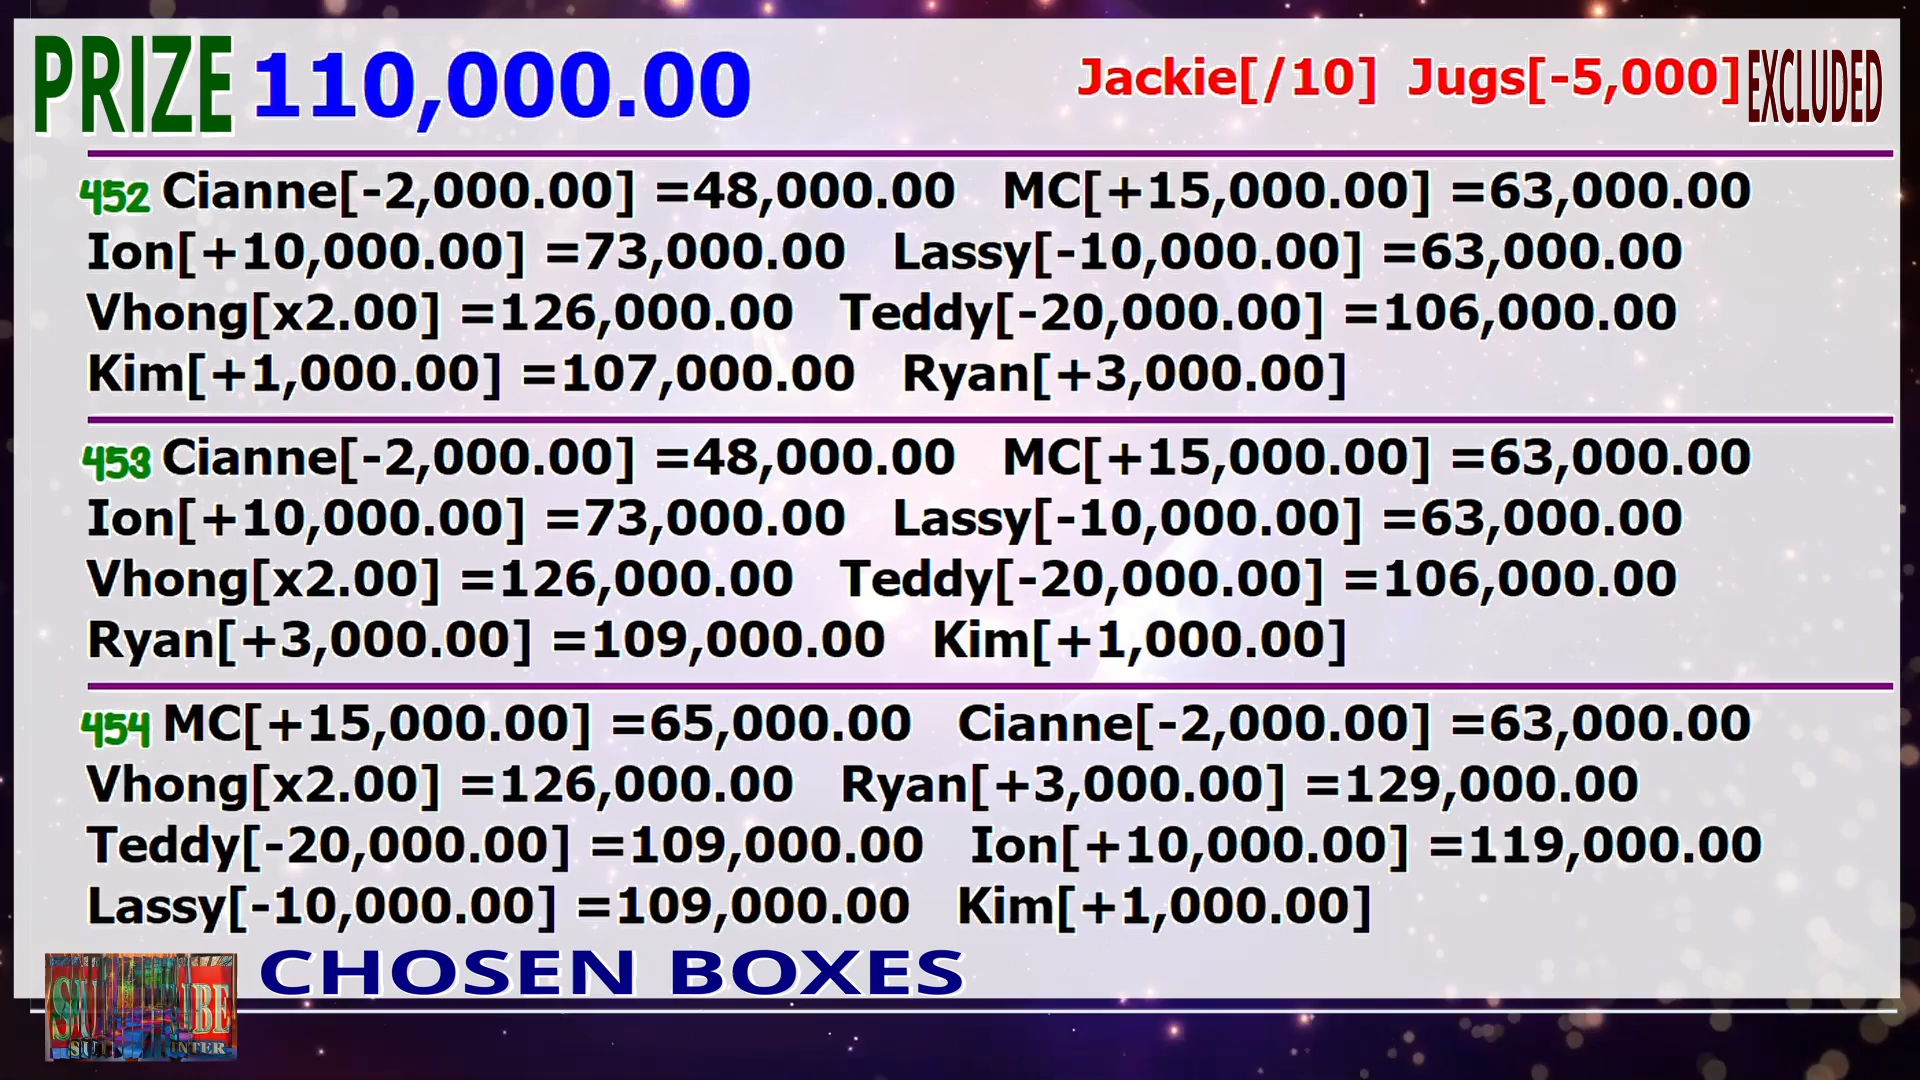 PRIZE 110,000.00 Jackie[/10] Jugs[-5,000] EXCLUDED
452 Cianne[-2,000.00] =48,000.00 MC[+15,000.00] =63,000.00
Ion[+10,000.00] =73,000.00 Lassy[-10,000.00] =63,000.00
Vhong[x2.00] =126,000.00 Teddy[-20,000.00] =106,000.00
Kim[+1,000.00] =107,000.00 Ryan[+3,000.00]
453 Cianne[-2,000.00] =48,000.00 MC[+15,000.00] =63,000.00
Ion[+10,000.00] =73,000.00 Lassy[-10,000.00] =63,000.00
Vhong[x2.00] =126,000.00 Teddy[-20,000.00] =106,000.00
Ryan[+3,000.00] =109,000.00 Kim[+1,000.00]
454 MC[+15,000.00] =65,000.00 Cianne[-2,000.00] =63,000.00
Vhong[x2.00] =126,000.00 Ryan[+3,000.00] =129,000.00
Teddy[-20,000.00] =109,000.00 Ion[+10,000.00] =119,000.00
Lassy[-10,000.00] =109,000.00 Kim[+1,000.00]
CHOSEN BOXES